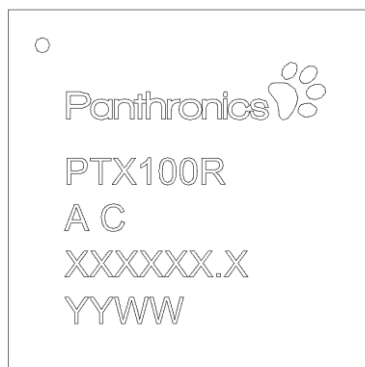 Panthronics
PTX100R
A C
XXXXXX.X
YYWW